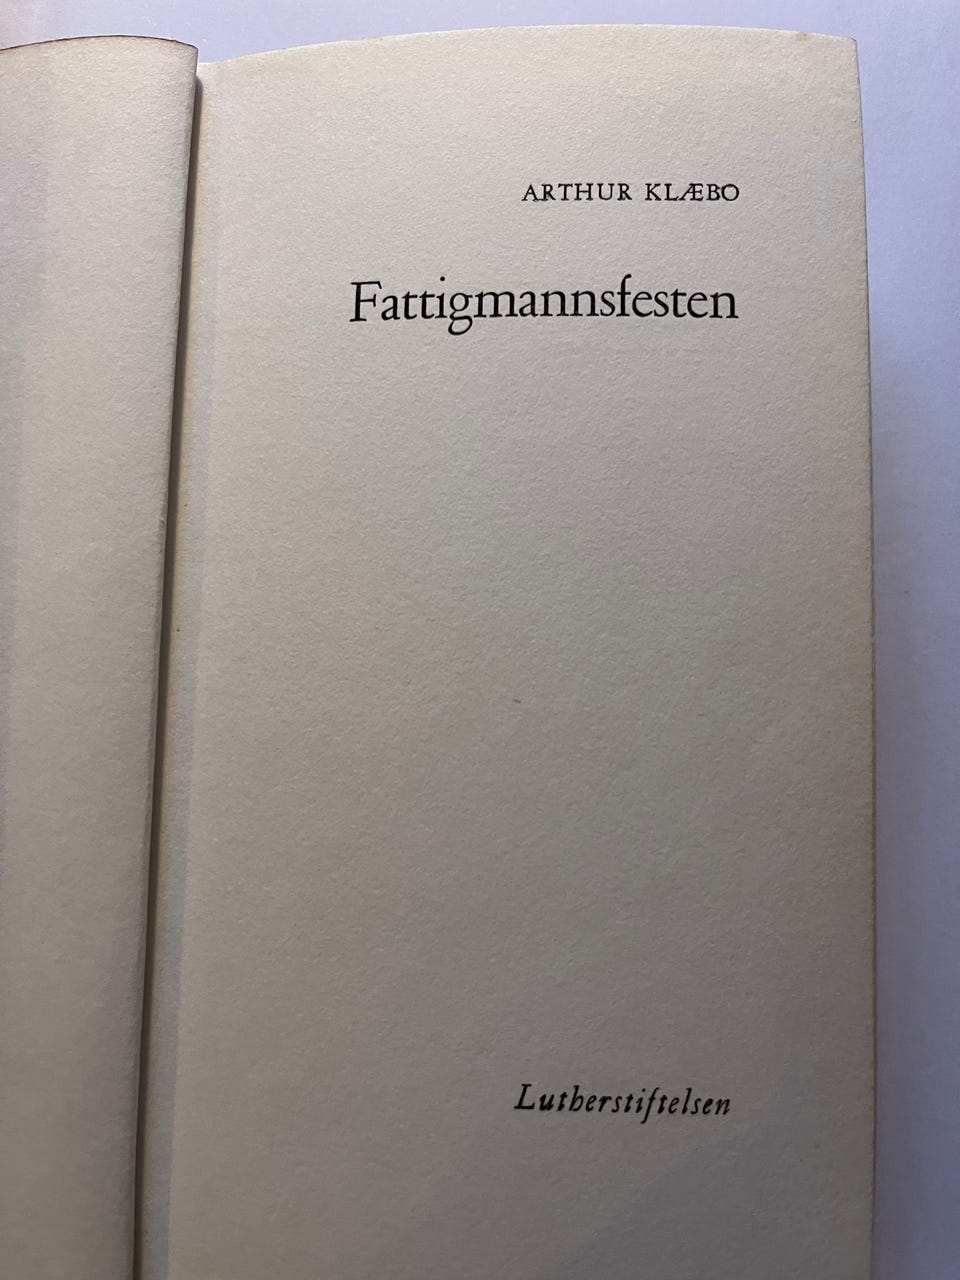 ARTHUR KLÆBO
Fattigmannsfesten
Lutherstiftelsen